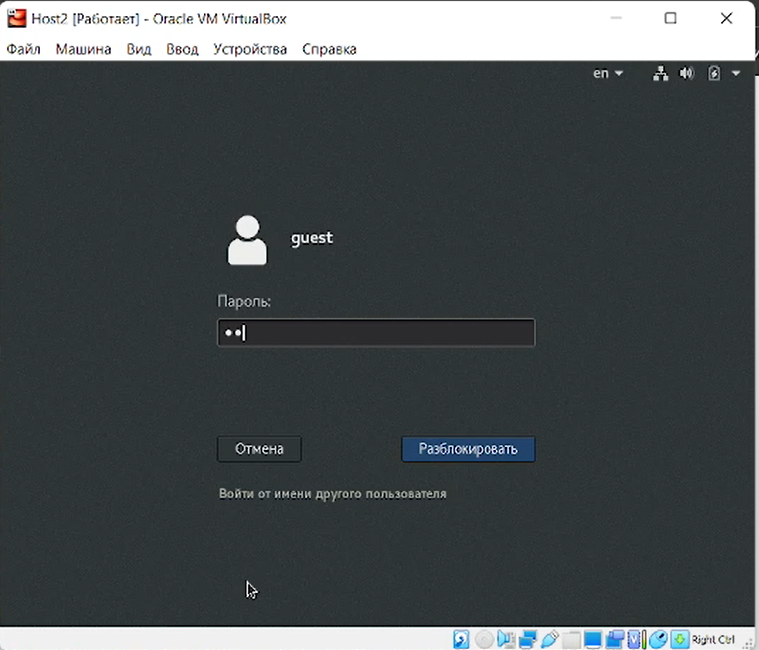 Host2 [Работает] - Oracle VM VirtualBox
Файл Машина Вид Ввод Устройства Справка
en
guest
Пароль:
Отмена Разблокировать
Войти от имени другого пользователя
Right Ctrl